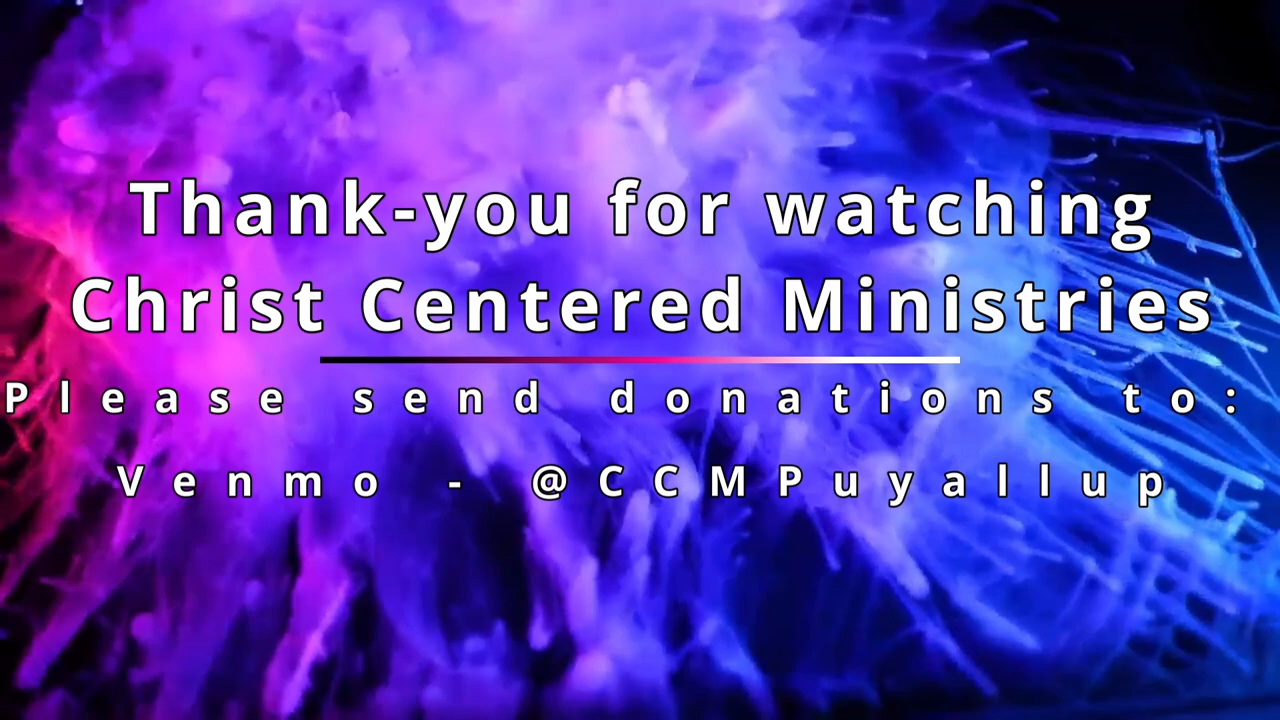 Thank-you for watching
Christ Centered Ministries
Please send donations to:
Venmo - @CCMPuyallup